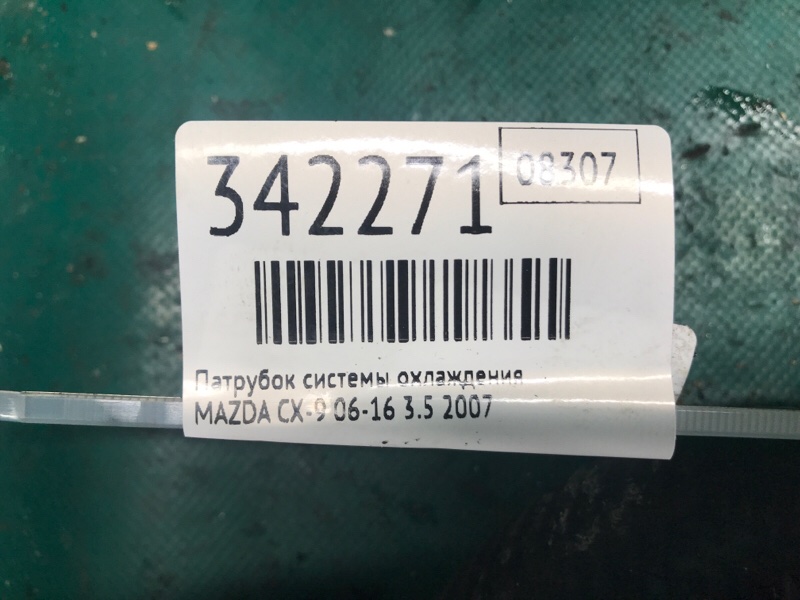 342271
08307
Патрубок системы охлаждения
MAZDA CX-9 06-16 3.5 2007